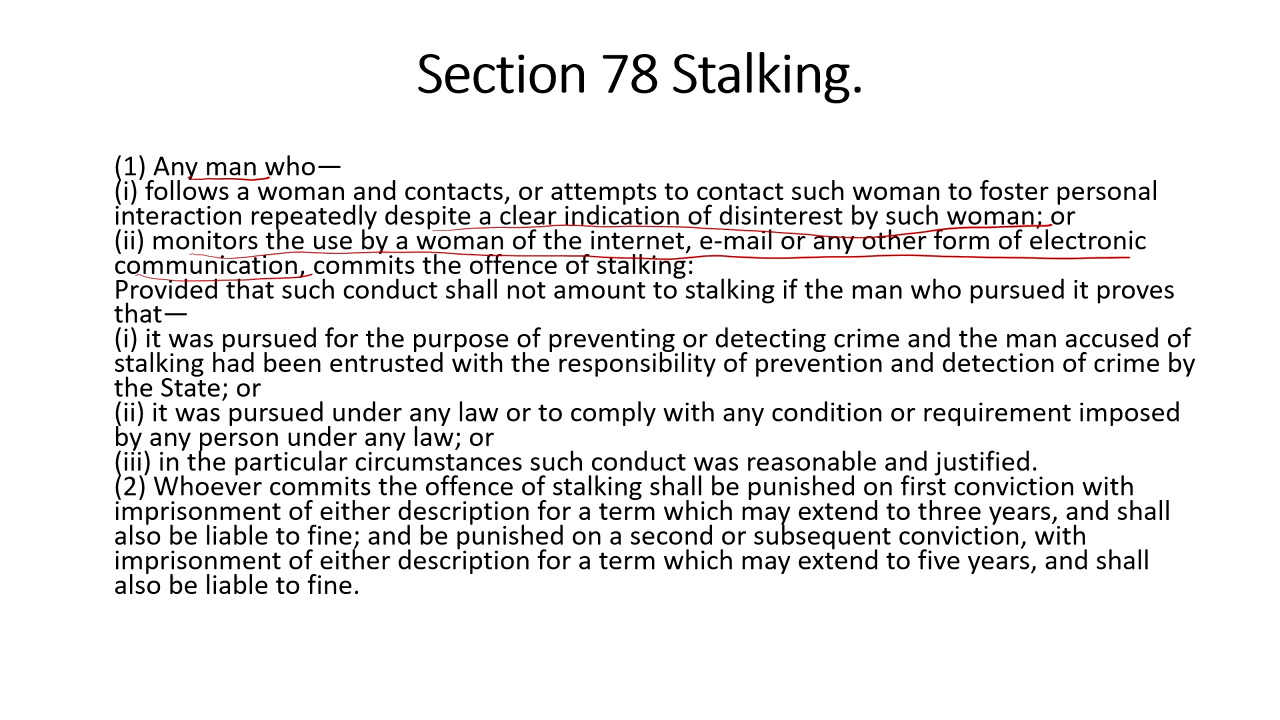 Section 78 Stalking.
(1) Any man who—
(i) follows a woman and contacts, or attempts to contact such woman to foster personal
interaction repeatedly despite a clear indication of disinterest by such woman; or
(ii) monitors the use by a woman of the internet, e-mail or any other form of electronic
communication, commits the offence of stalking:
Provided that such conduct shall not amount to stalking if the man who pursued it proves
that—
(i) it was pursued for the purpose of preventing or detecting crime and the man accused of
stalking had been entrusted with the responsibility of prevention and detection of crime by
the State; or
(ii) it was pursued under any law or to comply with any condition or requirement imposed
by any person under any law; or
(iii) in the particular circumstances such conduct was reasonable and justified.
(2) Whoever commits the offence of stalking shall be punished on first conviction with
imprisonment of either description for a term which may extend to three years, and shall
also be liable to fine; and be punished on a second or subsequent conviction, with
imprisonment of either description for a term which may extend to five years, and shall
also be liable to fine.